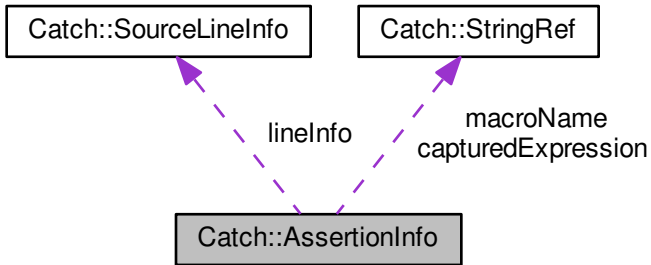 Catch::SourceLineInfo
Catch::StringRef
lineInfo
macroName
capturedExpression
Catch::AssertionInfo